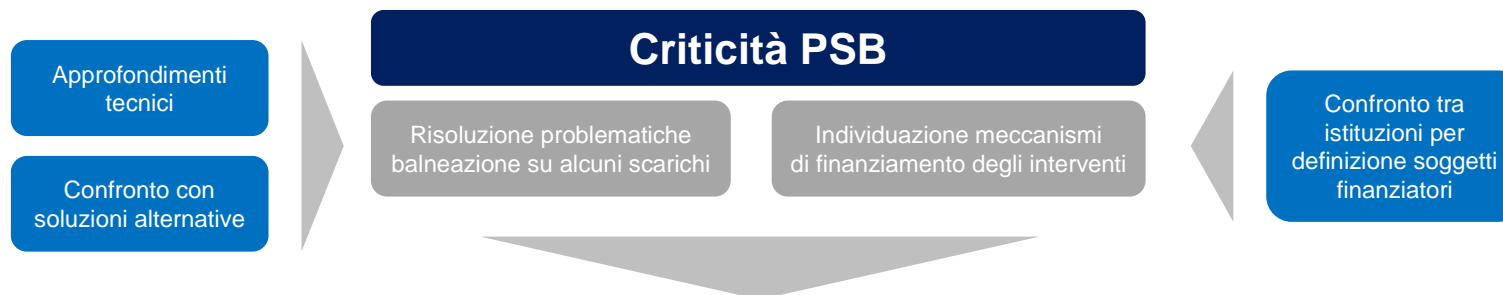 Criticità PSB
Approfondimenti
tecnici
Confronto con
soluzioni alternative
Risoluzione problematiche
balneazione su alcuni scarichi
Individuazione meccanismi
di finanziamento degli interventi
Confronto tra
istituzioni per
definizione soggetti
finanziatori